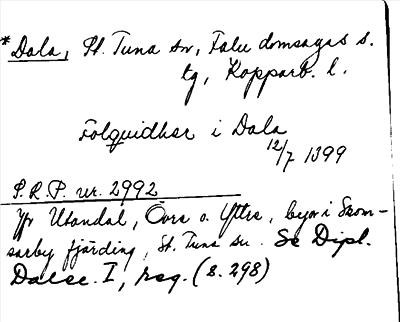 *Dala, St. Tuna sn, Falu domsagas s.
tg, Kopparb. l.
Folquidhser i Dala
12/7 1399
S.R.P. nr. 2992
Jfr Utandal, Övre o. Yttre, byar i Skom-
sarby fjärding, St. Tuna sn. Se Dipl.
Dalec. I, reg. (s. 298)